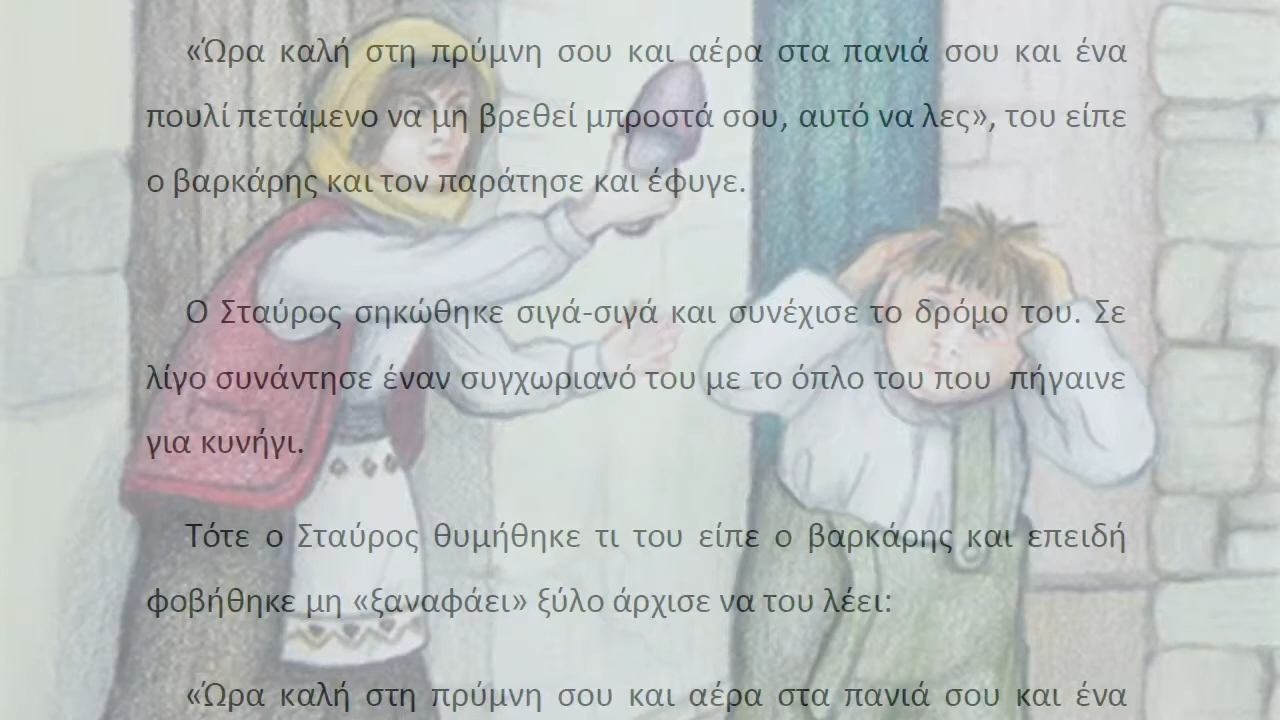 «Ώρα καλή στη πρύμνη σου και αέρα στα πανιά σου και ένα
πουλί πετάμενο να μη βρεθεί μπροστά σου, αυτό να λες», του είπε
ο βαρκάρης και τον παράτησε και έφυγε.
Ο Σταύρος σηκώθηκε σιγά-σιγά και συνέχισε το δρόμο του. Σε
λίγο συνάντησε έναν συγχωριανό του με το όπλο του που πήγαινε
για κυνήγι.
Τότε ο Σταύρος θυμήθηκε τι του είπε ο βαρκάρης και επειδή
φοβήθηκε μη «ξαναφάει» ξύλο άρχισε να του λέει:
«Ώρα καλή στη πρύμνη σου και αέρα στα πανιά σου και ένα